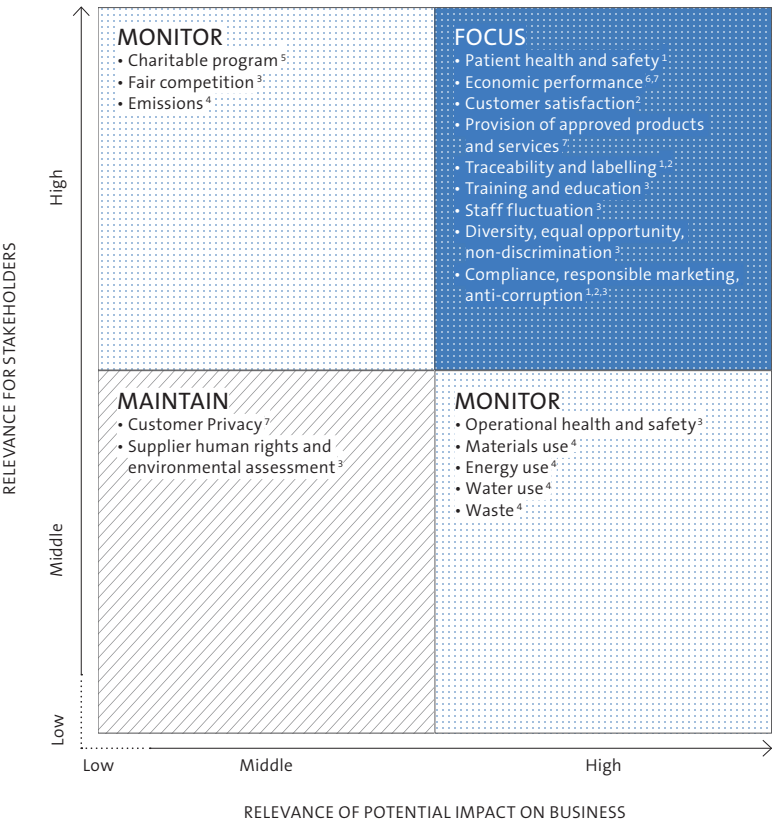 RELEVANCE FOR STAKEHOLDERS
High
Middle
Low
MONITOR
• Charitable program ⁵
• Fair competition ³
• Emissions ⁴
FOCUS
• Patient health and safety ¹
• Economic performance ⁶,⁷
• Customer satisfaction ²
• Provision of approved products
and services ⁷
• Traceability and labelling ¹,²
• Training and education ³
• Staff fluctuation ³
• Diversity, equal opportunity,
non-discrimination ³
• Compliance, responsible marketing,
anti-corruption ¹,²,³
MAINTAIN
• Customer Privacy ⁷
• Supplier human rights and
environmental assessment ³
MONITOR
• Operational health and safety ³
• Materials use ⁴
• Energy use ⁴
• Water use ⁴
• Waste ⁴
Low
Middle
High
RELEVANCE OF POTENTIAL IMPACT ON BUSINESS